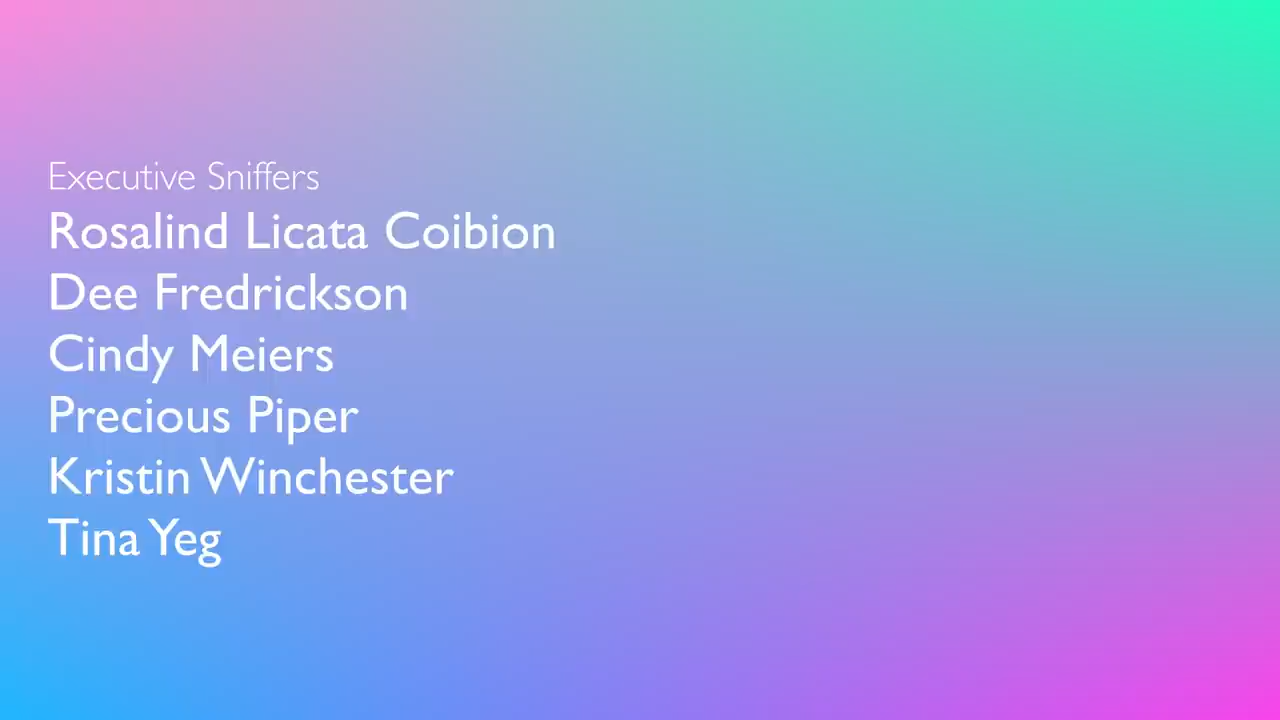 Executive Sniffers
Rosalind Licata Coibion
Dee Fredrickson
Cindy Meiers
Precious Piper
Kristin Winchester
Tina Yeg